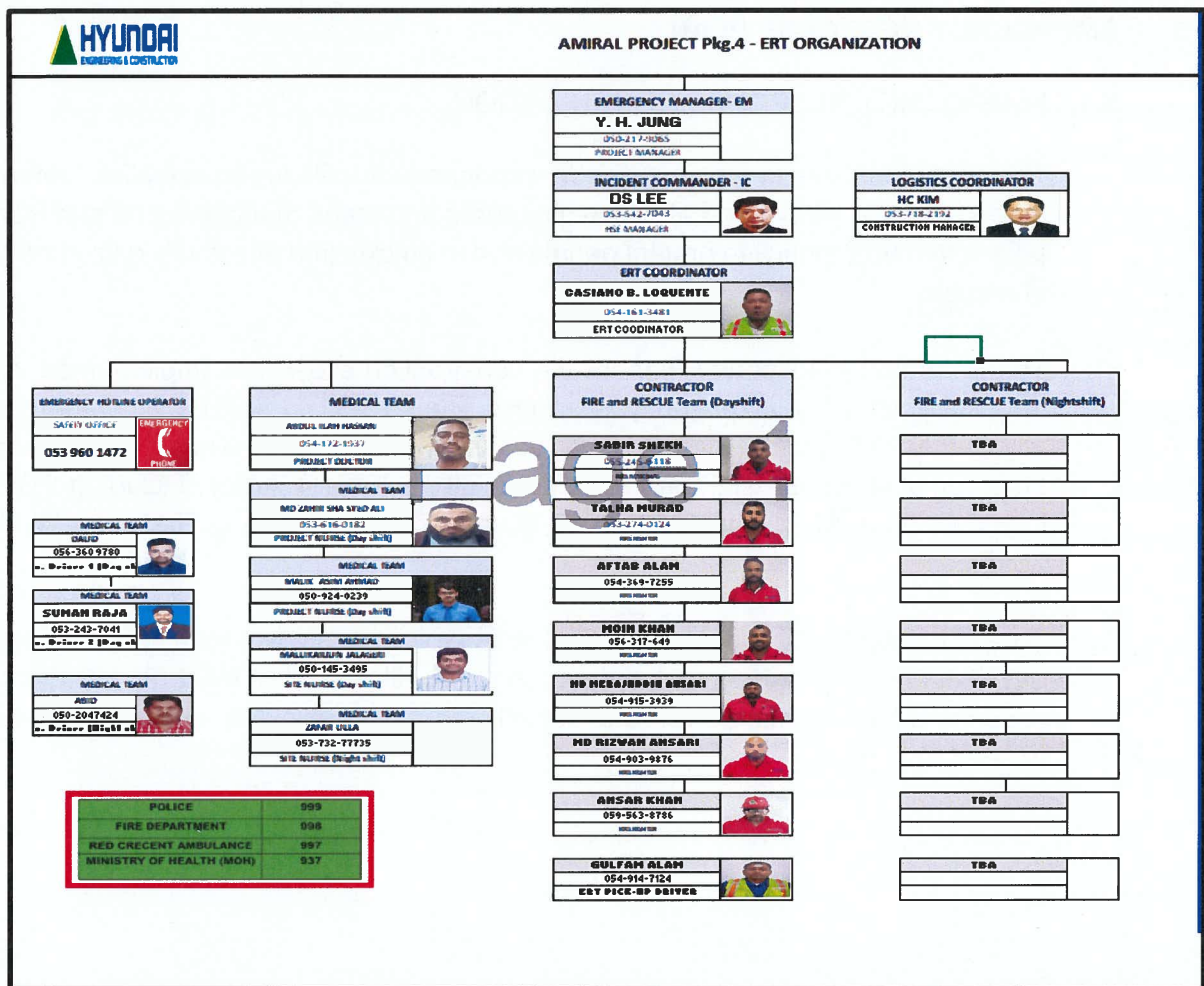 HYUNDAI
ENGINEERING & CONSTRUCTION
AMIRAL PROJECT Pkg.4 - ERT ORGANIZATION
EMERGENCY MANAGER- EM
Y. H. JUNG
050-217-9065
PROJECT MANAGER
INCIDENT COMMANDER - IC
DS LEE
053-542-7043
HSE MANAGER
LOGISTICS COORDINATOR
HC KIM
053-718-2192
CONSTRUCTION MANAGER
ERT COORDINATOR
CASIANO B. LOQUENTE
054-161-3481
ERT COODINATOR
EMERGENCY HOTLINE OPERATOR
SAFETY OFFICE
053 960 1472
EMERGENCY
PHONE
MEDICAL TEAM
DAUD
056-360 9780
MEDICAL TEAM
SUMAN RAJA
053-243-7041
MEDICAL TEAM
ABID
050-2047424
MEDICAL TEAM
ABDUL ILAH HASSAN
054-172-1937
PROJECT DOCTOR
MEDICAL TEAM
MD ZAHIR SHA SYED ALI
053-616-0182
PROJECT NURSE (Day shift)
MEDICAL TEAM
MALIK ASIM AHMAD
050-924-0239
PROJECT NURSE (Day shift)
MEDICAL TEAM
MALLIKARJUN JALAGERI
050-145-3495
SITE NURSE (Day shift)
MEDICAL TEAM
ZAFAR ULLA
053-732-77735
SITE NURSE (Night shift)
CONTRACTOR
FIRE and RESCUE Team (Dayshift)
SABIR SHEKH
055-245-6118
TALHA MURAD
053-274-0124
AFTAB ALAM
054-369-7255
MOIN KHAN
056-317-649
MD MERAJUDDIN ANSARI
054-915-3939
MD RIZWAN ANSARI
054-903-9876
ANSAR KHAN
059-563-8786
GULFAM ALAM
054-914-7124
ERT PICK-UP DRIVER
CONTRACTOR
FIRE and RESCUE Team (Nightshift)
TBA
TBA
TBA
TBA
TBA
TBA
TBA
TBA
POLICE 999
FIRE DEPARTMENT 998
RED CRECENT AMBULANCE 997
MINISTRY OF HEALTH (MOH) 937